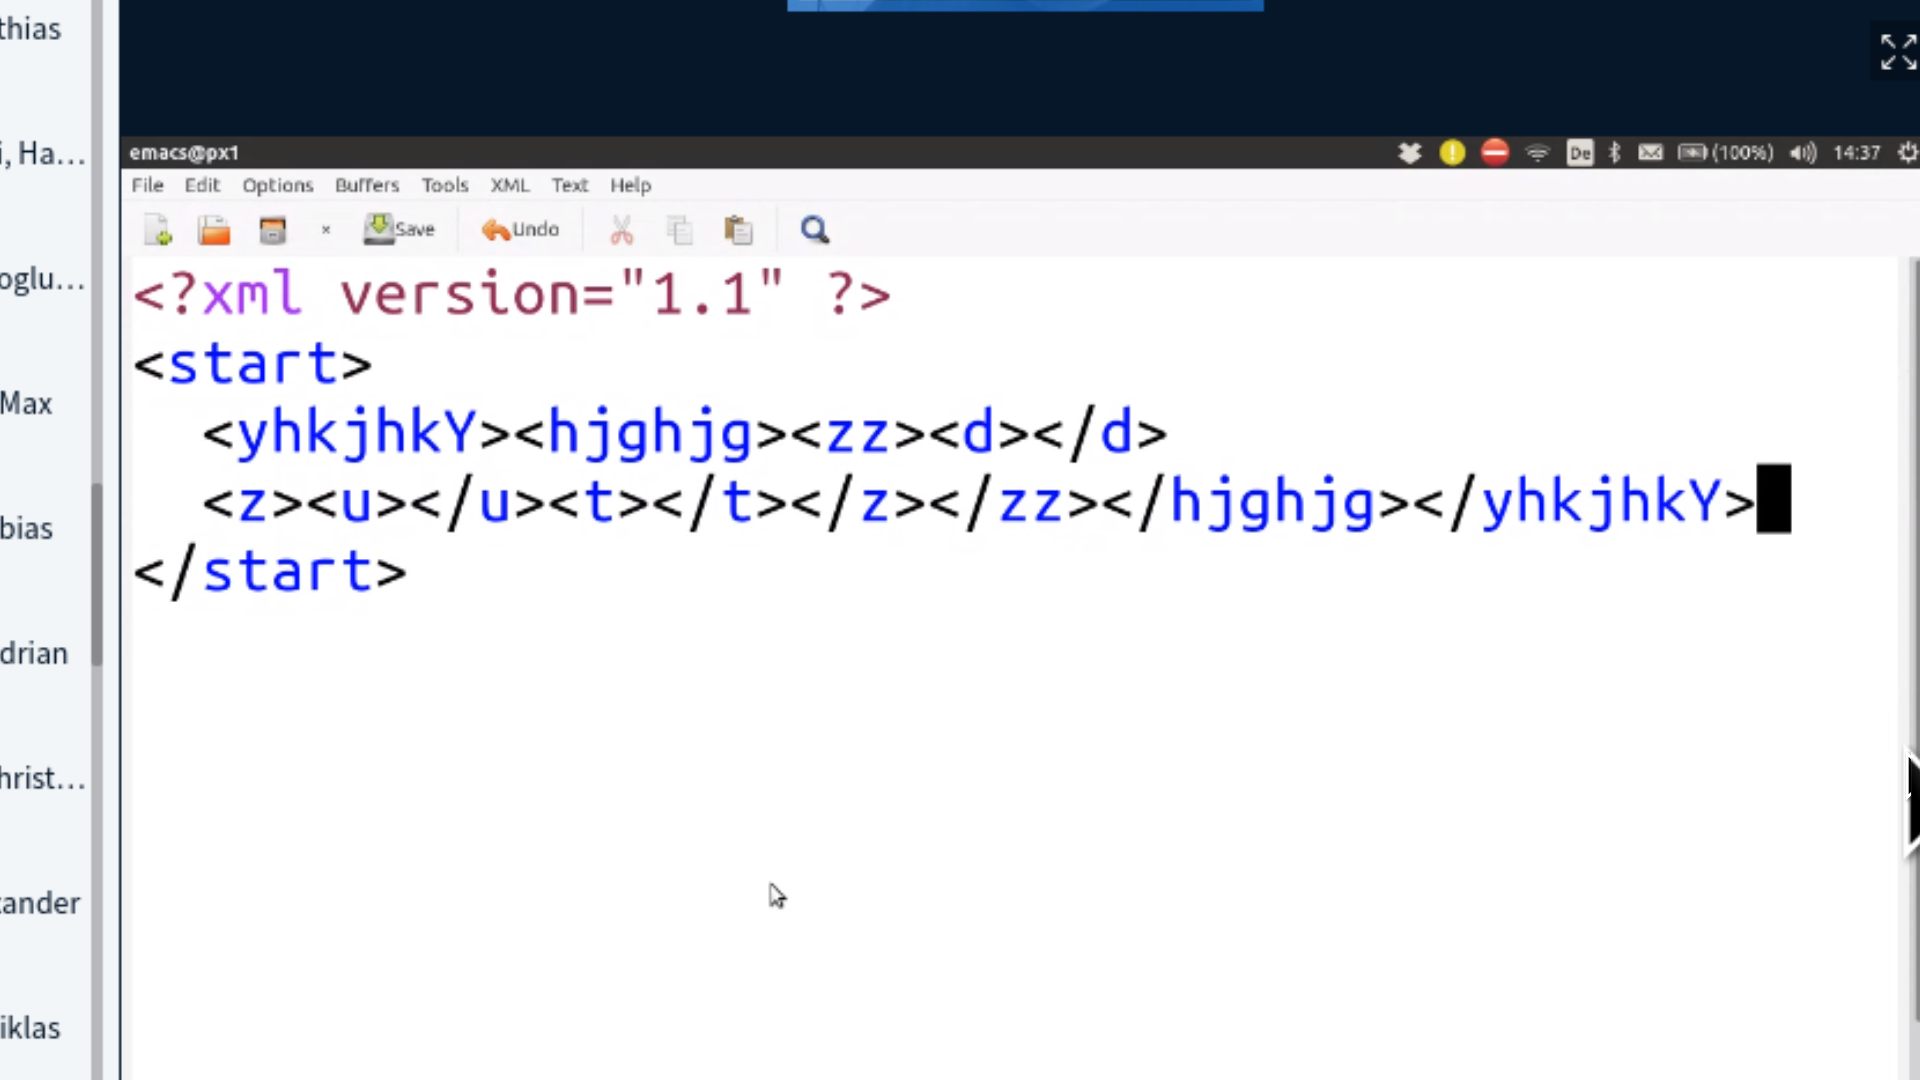 thias
i, Ha...
oglu...
Max
bias
drian
hrist...
ander
iklas
emacs@px1
De
(100%)
14:37
File Edit Options Buffers Tools XML Text Help
Save
Undo
<?xml version="1.1" ?>
<start>
<yhkjhkY><hjghjg><zz><d></d>
<z><u></u><t></t></z></zz></hjghjg></yhkjhkY>
</start>